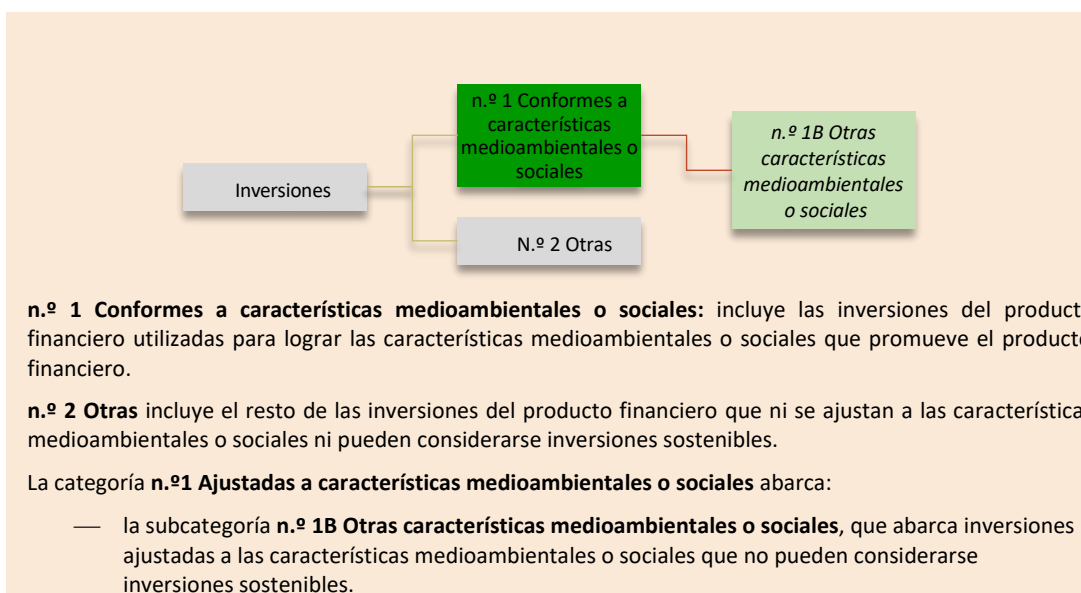 n.º 1 Conformes a
características
medioambientales o
sociales
n.º 1B Otras
características
medioambientales
o sociales
Inversiones
N.º 2 Otras
n.º 1 Conformes a características medioambientales o sociales: incluye las inversiones del product
financiero utilizadas para lograr las características medioambientales o sociales que promueve el producto
financiero.
n.º 2 Otras incluye el resto de las inversiones del producto financiero que ni se ajustan a las característica
medioambientales o sociales ni pueden considerarse inversiones sostenibles.
La categoría n.º1 Ajustadas a características medioambientales o sociales abarca:
— la subcategoría n.º 1B Otras características medioambientales o sociales, que abarca inversiones
ajustadas a las características medioambientales o sociales que no pueden considerarse
inversiones sostenibles.